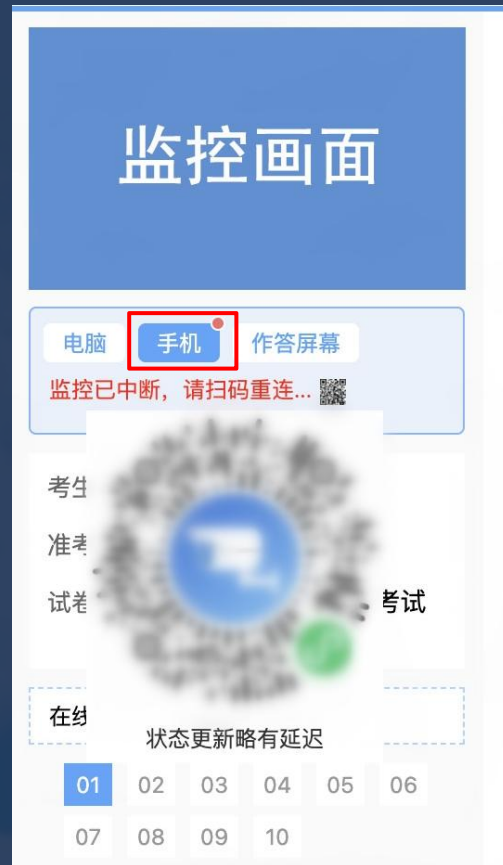 监控画面
电脑 手机 作答屏幕
监控已中断，请扫码重连...
考生
准考
试卷 考试
在线
状态更新略有延迟
01 02 03 04 05 06
07 08 09 10